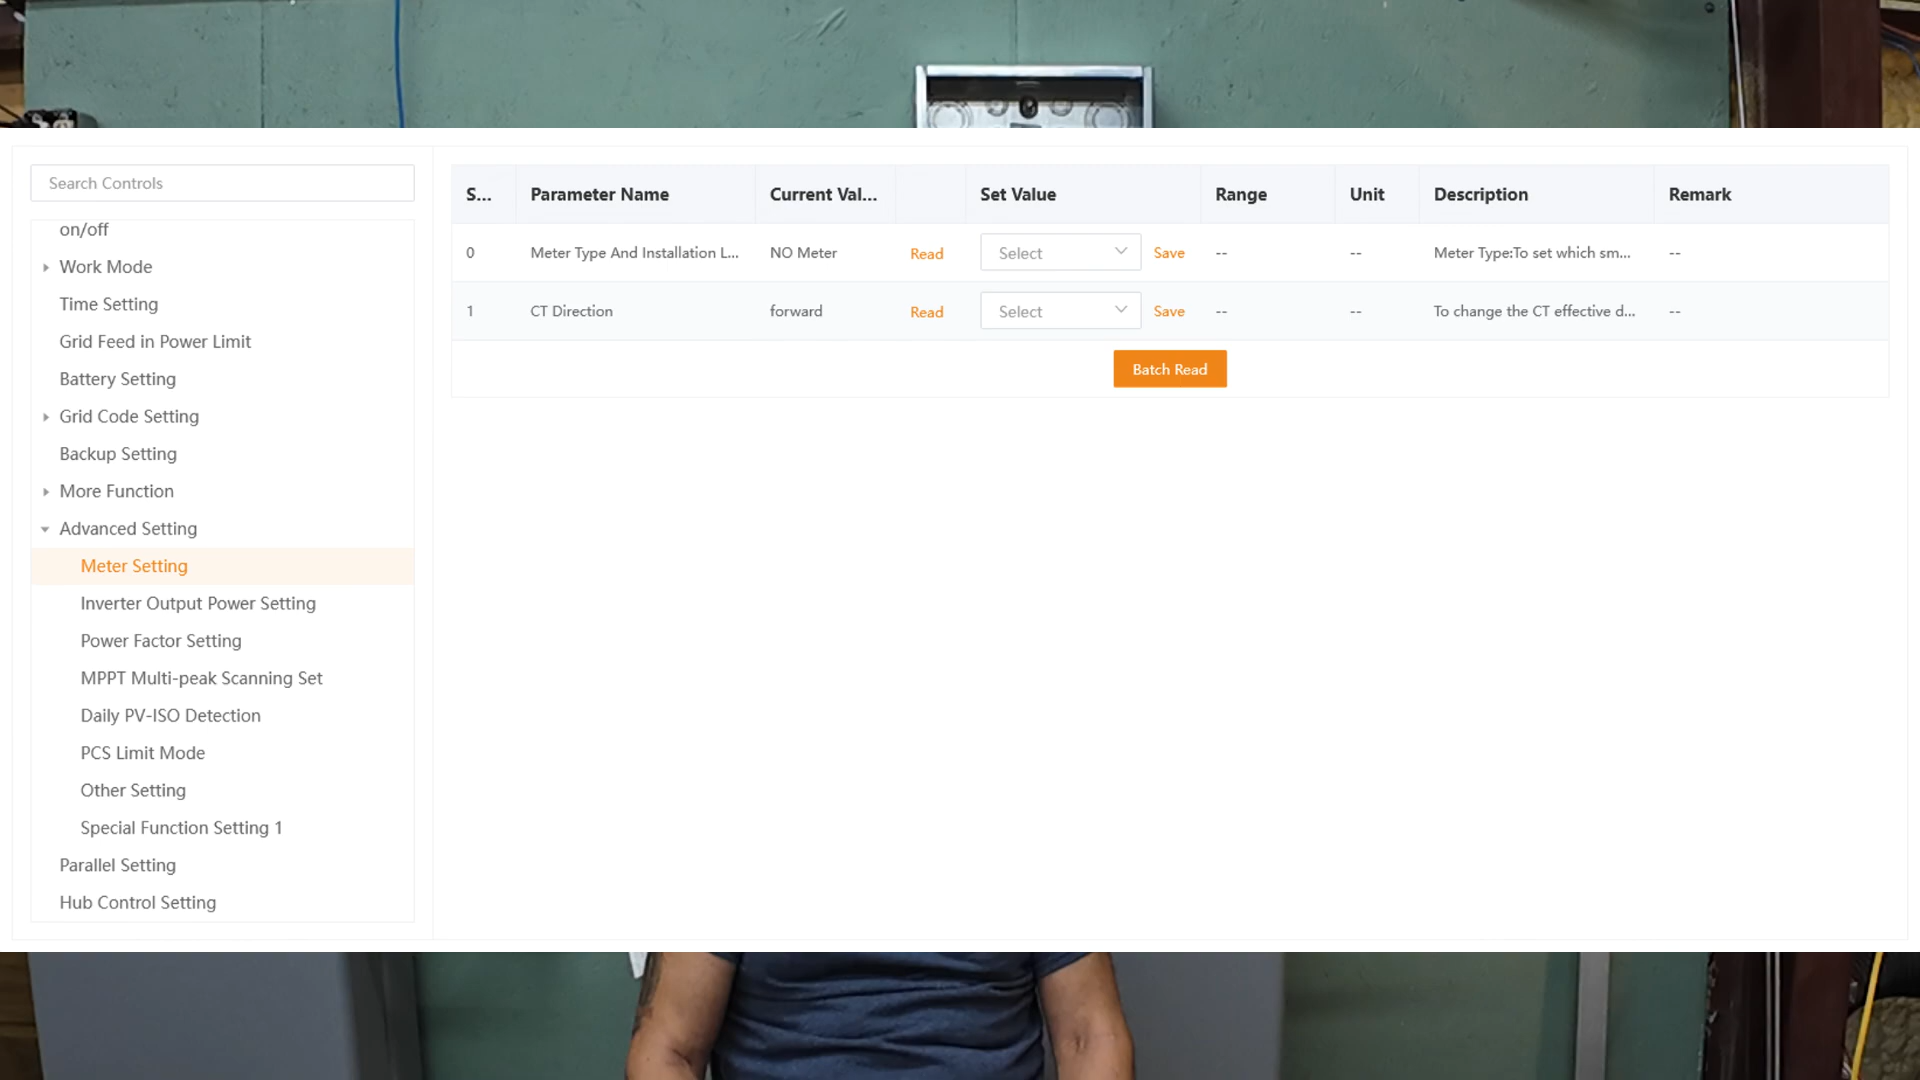 Search Controls
on/off
Work Mode
Time Setting
Grid Feed in Power Limit
Battery Setting
Grid Code Setting
Backup Setting
More Function
Advanced Setting
Meter Setting
Inverter Output Power Setting
Power Factor Setting
MPPT Multi-peak Scanning Set
Daily PV-ISO Detection
PCS Limit Mode
Other Setting
Special Function Setting 1
Parallel Setting
Hub Control Setting
S... Parameter Name Current Val... Set Value Range Unit Description Remark
0 Meter Type And Installation L... NO Meter Read Select Save -- -- Meter Type:To set which sm... --
1 CT Direction forward Read Select Save -- -- To change the CT effective d... --
Batch Read